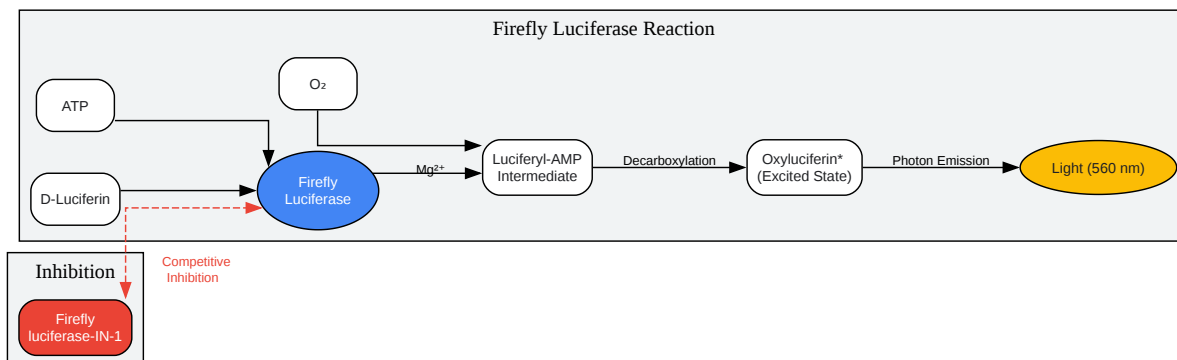 Firefly Luciferase Reaction
O₂
ATP
D-Luciferin
Firefly
Luciferase
Mg²⁺
Luciferyl-AMP
Intermediate
Decarboxylation
Oxyluciferin*
(Excited State)
Photon Emission
Light (560 nm)
Competitive
Inhibition
Inhibition
Firefly
luciferase-IN-1